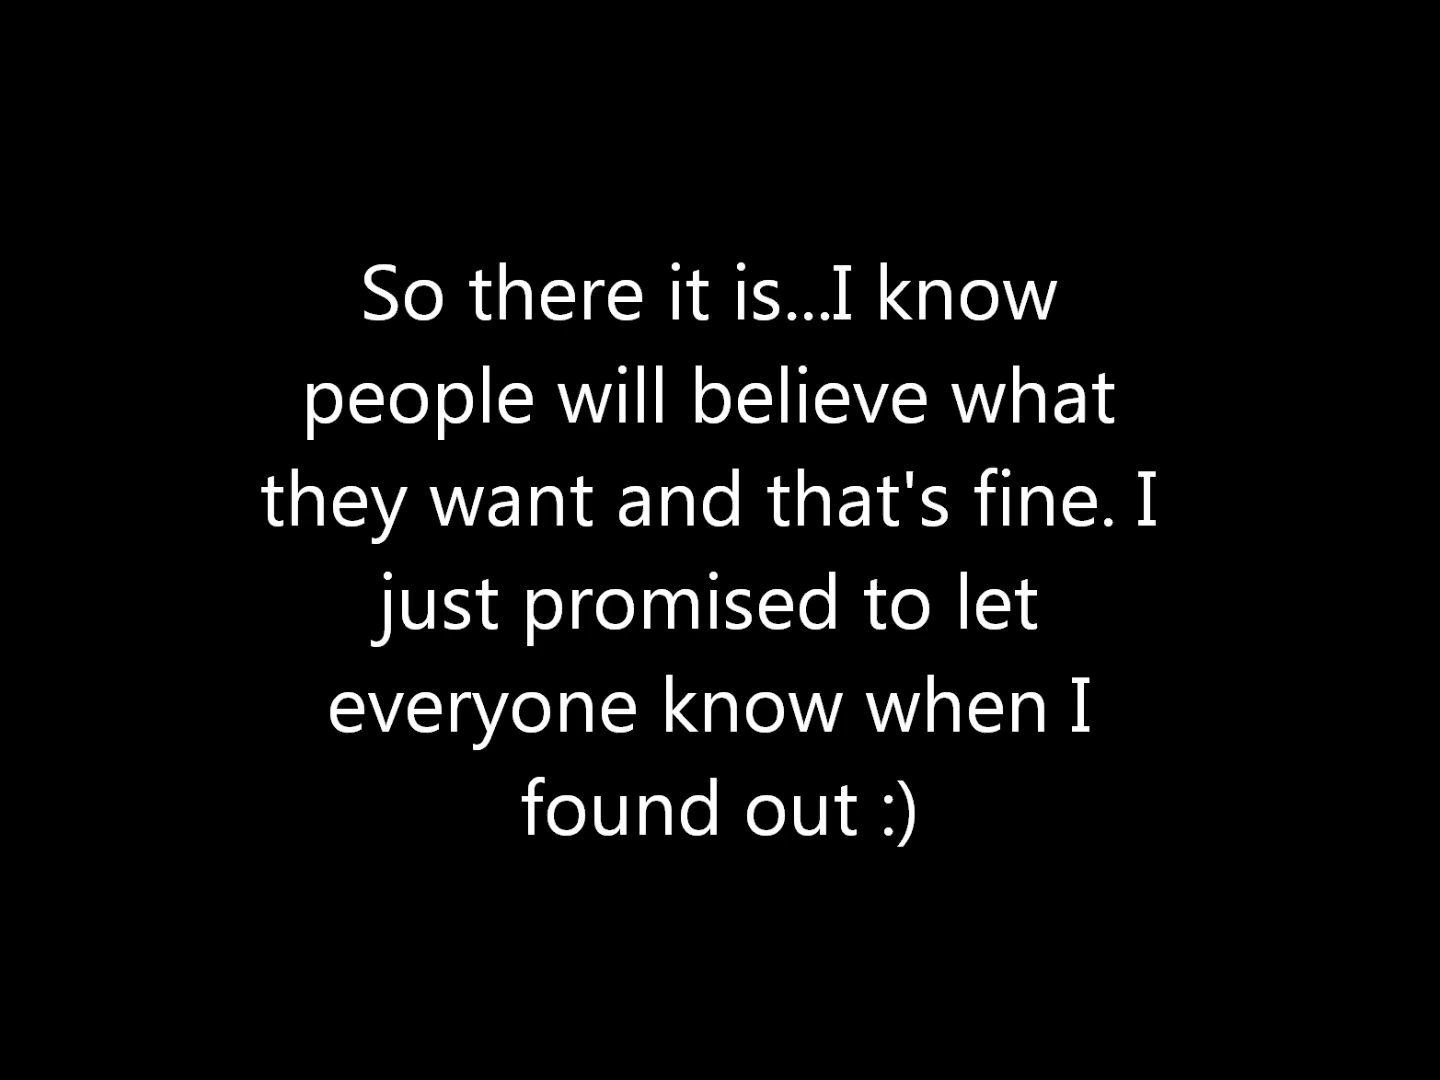 So there it is...I know
people will believe what
they want and that's fine. I
just promised to let
everyone know when I
found out :)